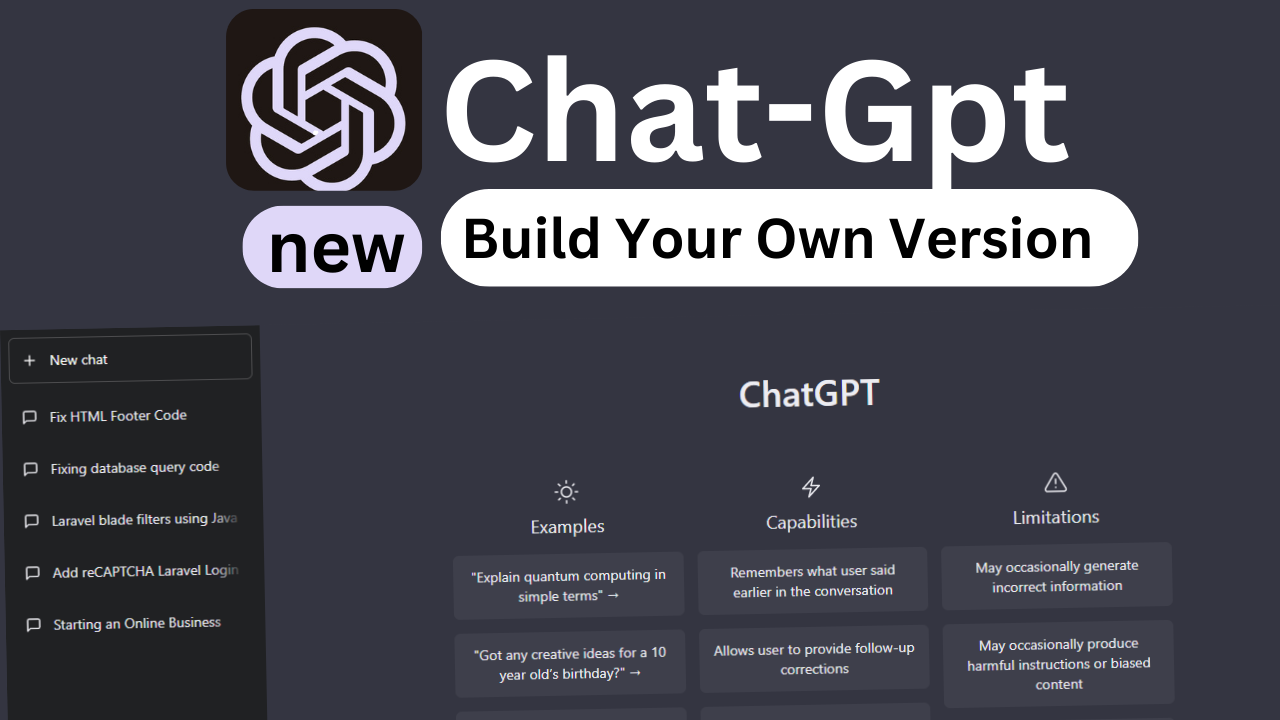 Chat-Gpt
new
Build Your Own Version
New chat
Fix HTML Footer Code
Fixing database query code
Laravel blade filters using Java
Add reCAPTCHA Laravel Login
Starting an Online Business
ChatGPT
Examples
"Explain quantum computing in
simple terms" →
"Got any creative ideas for a 10
year old's birthday?" →
Capabilities
Remembers what user said
earlier in the conversation
Allows user to provide follow-up
corrections
Limitations
May occasionally generate
incorrect information
May occasionally produce
harmful instructions or biased
content